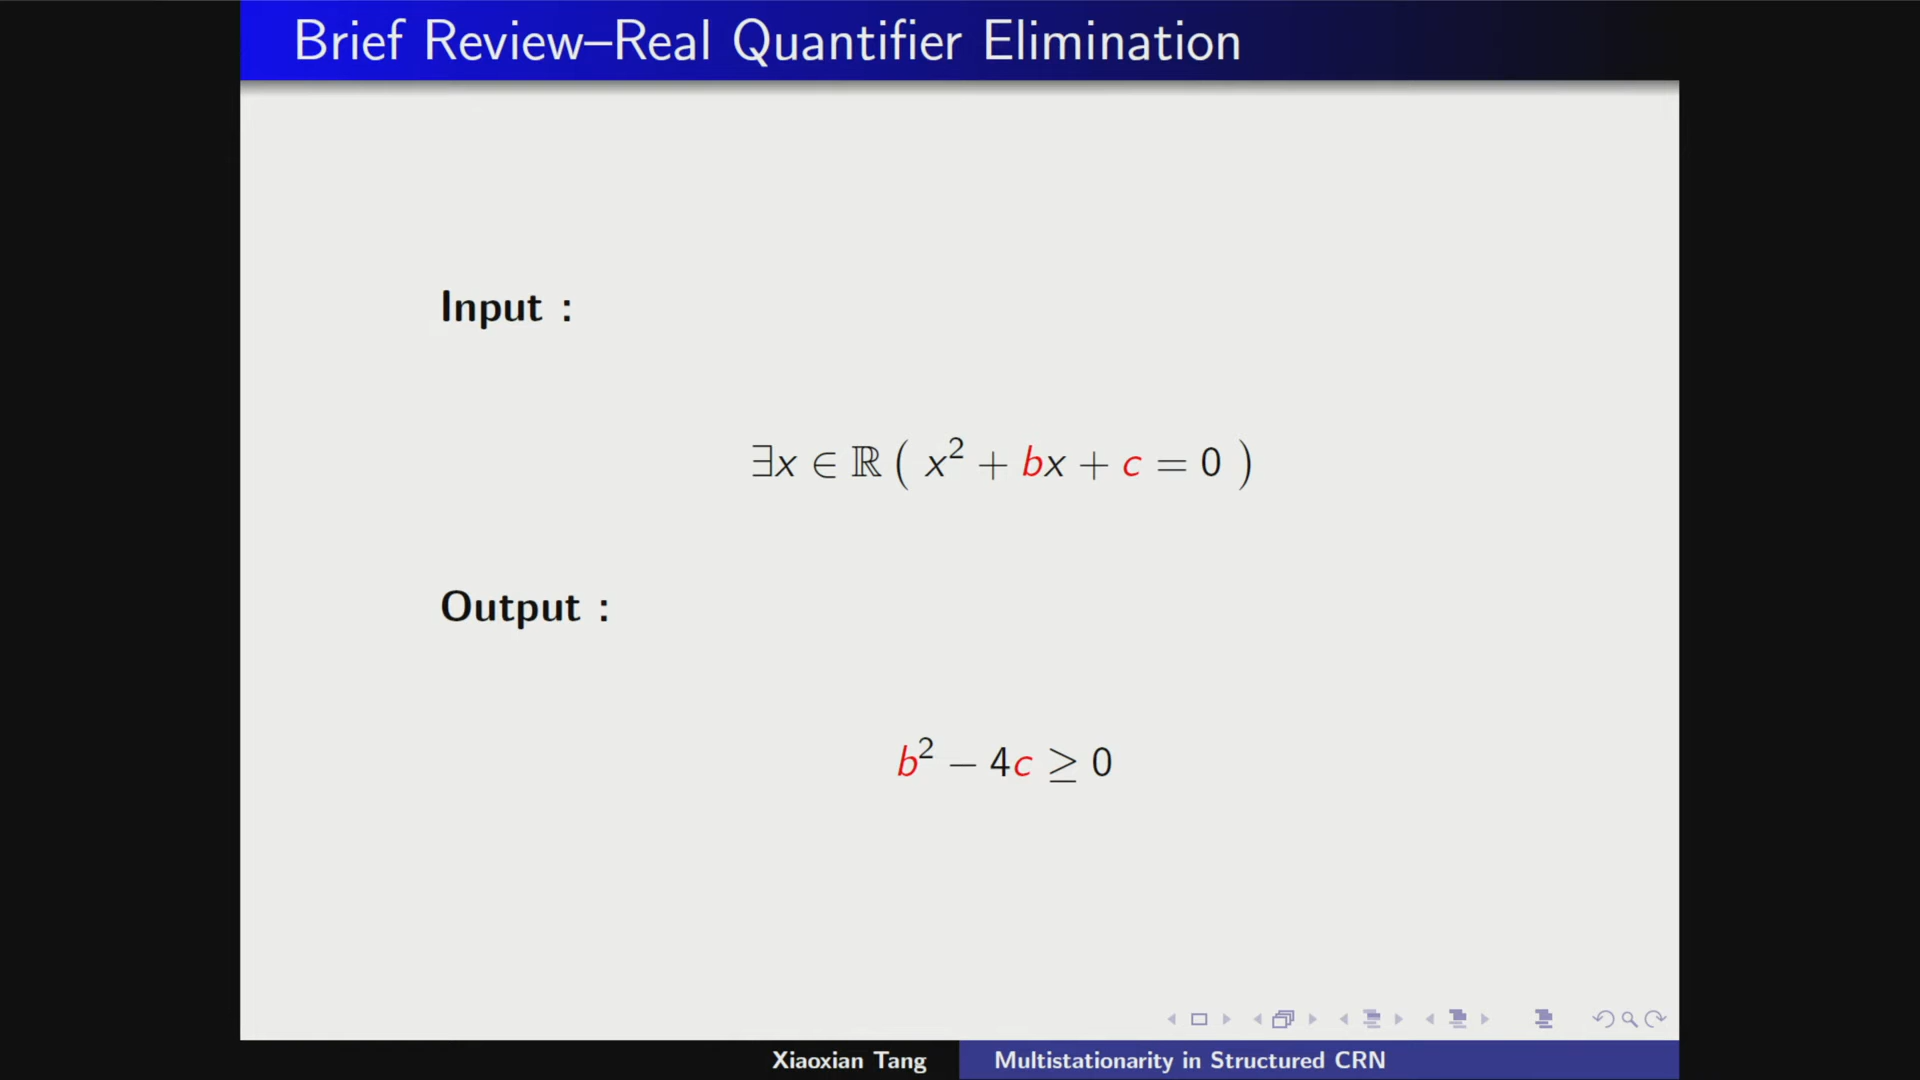 Brief Review–Real Quantifier Elimination
Input :
∃x ∈ ℝ ( x² + bx + c = 0 )
Output :
b² − 4c ≥ 0
Xiaoxian Tang
Multistationarity in Structured CRN